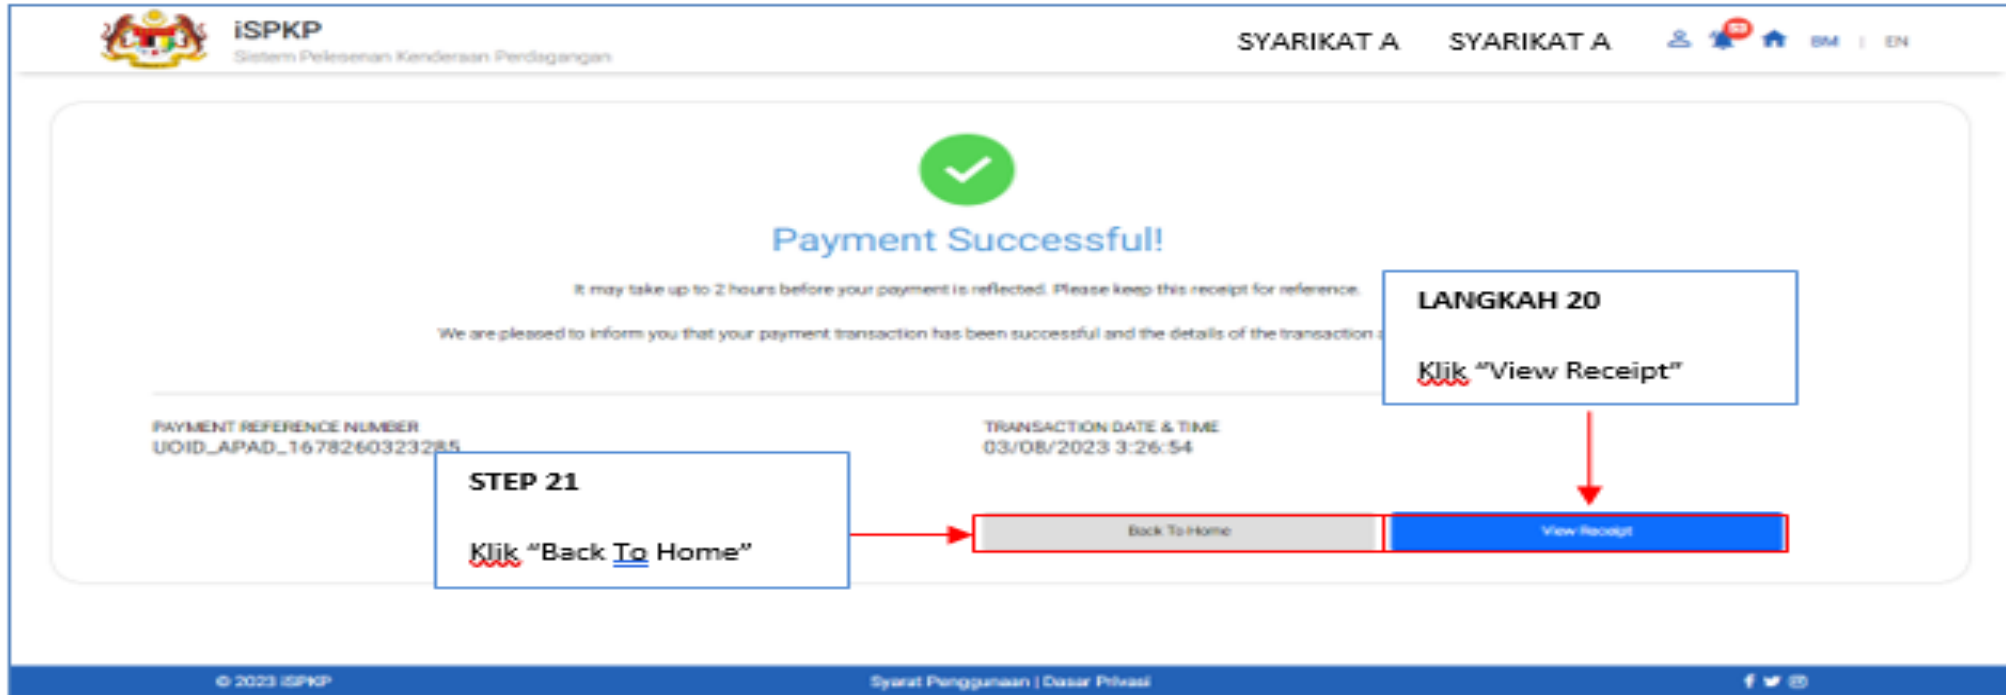 iSPKP
Sistem Pelesenan Kenderaan Perdagangan
SYARIKAT A SYARIKAT A BM | EN
Payment Successful!
It may take up to 2 hours before your payment is reflected. Please keep this receipt for reference.
We are pleased to inform you that your payment transaction has been successful and the details of the transaction
LANGKAH 20
Klik “View Receipt”
PAYMENT REFERENCE NUMBER
UOID_APAD_1678260323285
TRANSACTION DATE & TIME
03/08/2023 3:26:54
STEP 21
Klik “Back To Home”
Back To Home
View Receipt
© 2023 iSPKP
Syarat Penggunaan | Dasar Privasi